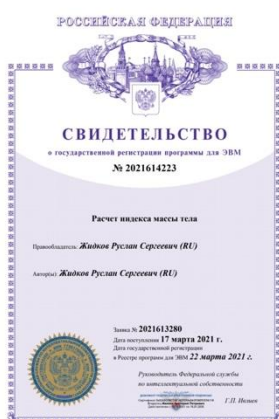 РОССИЙСКАЯ ФЕДЕРАЦИЯ
СВИДЕТЕЛЬСТВО
о государственной регистрации программы для ЭВМ
№ 2021614223
Расчет индекса массы тела
Правообладатель: Жидков Руслан Сергеевич (RU)
Автор(ы): Жидков Руслан Сергеевич (RU)
Заявка № 2021613280
Дата поступления 17 марта 2021 г.
Дата государственной регистрации
в Реестре программ для ЭВМ 22 марта 2021 г.
Руководитель Федеральной службы
по интеллектуальной собственности
Г.П. Ивлиев